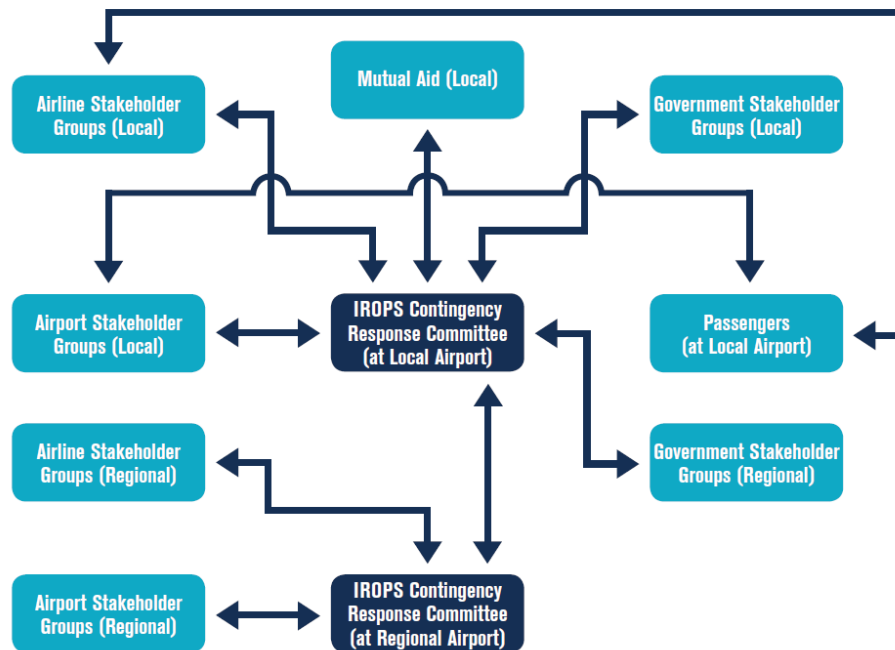 Mutual Aid (Local)
Airline Stakeholder
Groups (Local)
Government Stakeholder
Groups (Local)
Airport Stakeholder
Groups (Local)
IROPS Contingency
Response Committee
(at Local Airport)
Passengers
(at Local Airport)
Airline Stakeholder
Groups (Regional)
Government Stakeholder
Groups (Regional)
Airport Stakeholder
Groups (Regional)
IROPS Contingency
Response Committee
(at Regional Airport)